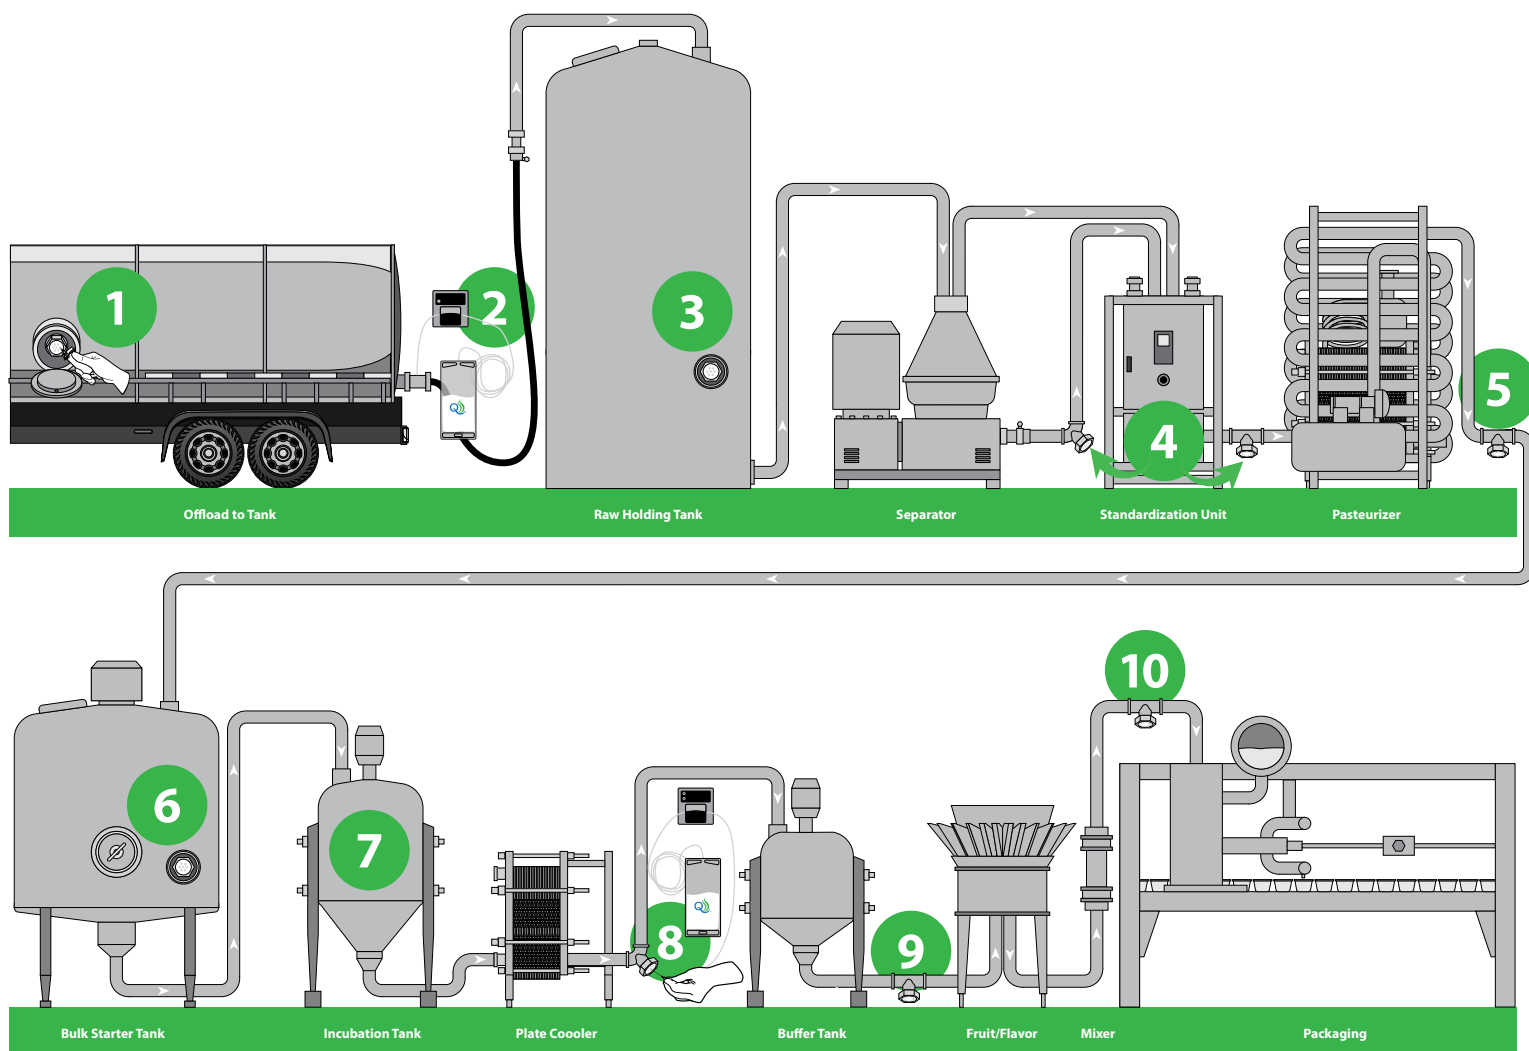 1
2
3
4
5
Offload to Tank
Raw Holding Tank
Separator
Standardization Unit
Pasteurizer
6
7
8
9
10
Bulk Starter Tank
Incubation Tank
Plate Coooler
Buffer Tank
Fruit/Flavor
Mixer
Packaging